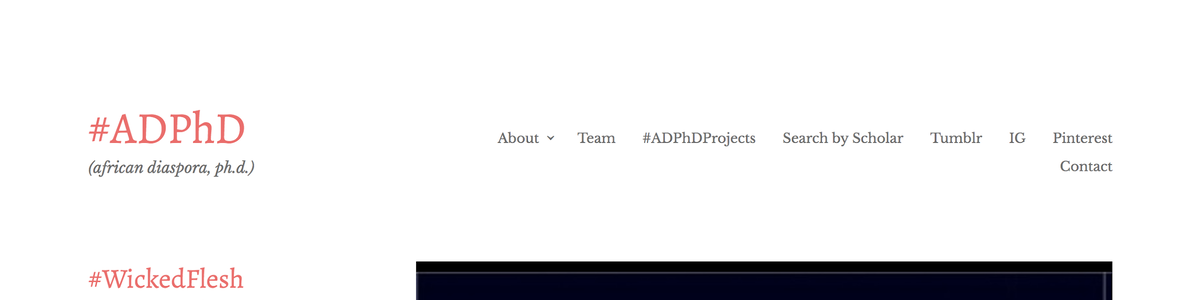 #ADPhD
(african diaspora, ph.d.)
About Team #ADPhDProjects Search by Scholar Tumblr IG Pinterest
Contact
#WickedFlesh